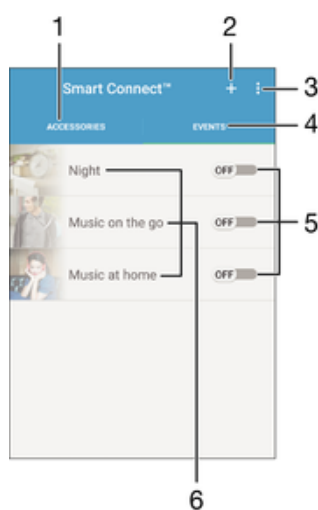 1
2
Smart Connect™
3
ACCESSORIES
EVENTS
4
Night
OFF
Music on the go
OFF
5
Music at home
OFF
6